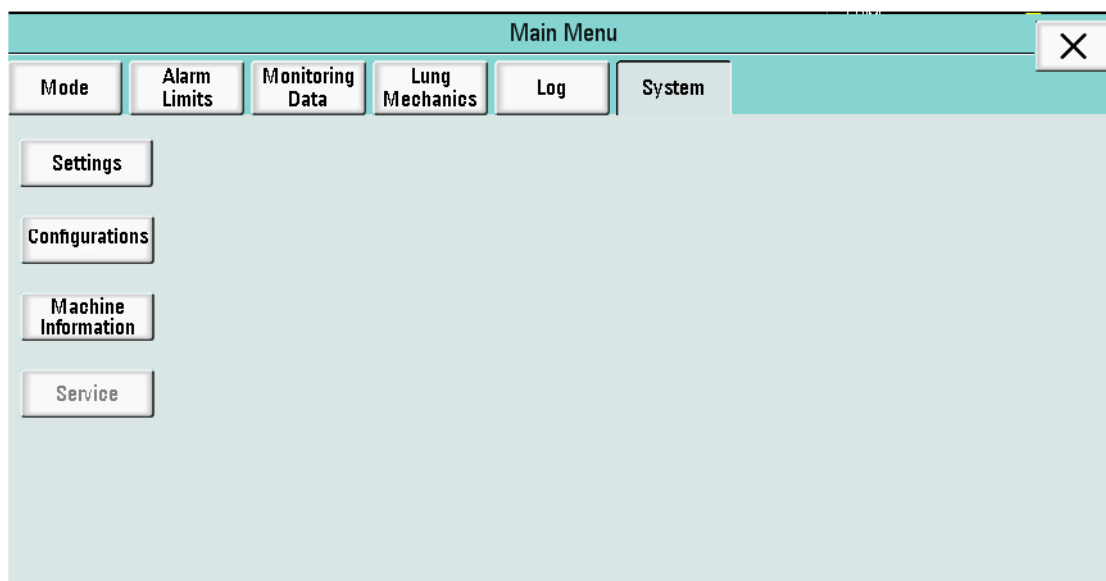 Main Menu
Mode
Alarm
Limits
Monitoring
Data
Lung
Mechanics
Log
System
Settings
Configurations
Machine
Information
Service